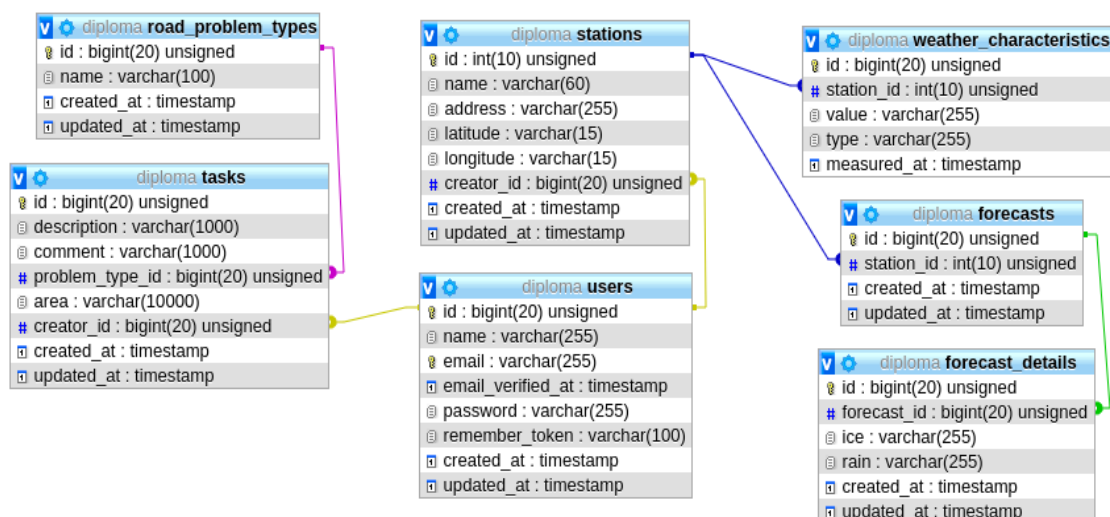 diploma road_problem_types
id : bigint(20) unsigned
name : varchar(100)
created_at : timestamp
updated_at : timestamp
diploma tasks
id : bigint(20) unsigned
description : varchar(1000)
comment : varchar(1000)
# problem_type_id : bigint(20) unsigned
area : varchar(10000)
# creator_id : bigint(20) unsigned
created_at : timestamp
updated_at : timestamp
v diploma stations
id : int(10) unsigned
name : varchar(60)
address : varchar(255)
latitude : varchar(15)
longitude : varchar(15)
# creator_id : bigint(20) unsigned
created_at : timestamp
updated_at : timestamp
v diploma users
id : bigint(20) unsigned
name : varchar(255)
email : varchar(255)
email_verified_at : timestamp
password : varchar(255)
remember_token : varchar(100)
created_at : timestamp
updated_at : timestamp
v diploma weather_characteristics
id : bigint(20) unsigned
# station_id : int(10) unsigned
value : varchar(255)
type : varchar(255)
measured_at : timestamp
v diploma forecasts
id : bigint(20) unsigned
# station_id : int(10) unsigned
created_at : timestamp
updated_at : timestamp
v diploma forecast_details
id : bigint(20) unsigned
# forecast_id : bigint(20) unsigned
ice : varchar(255)
rain : varchar(255)
created_at : timestamp
updated_at : timestamp